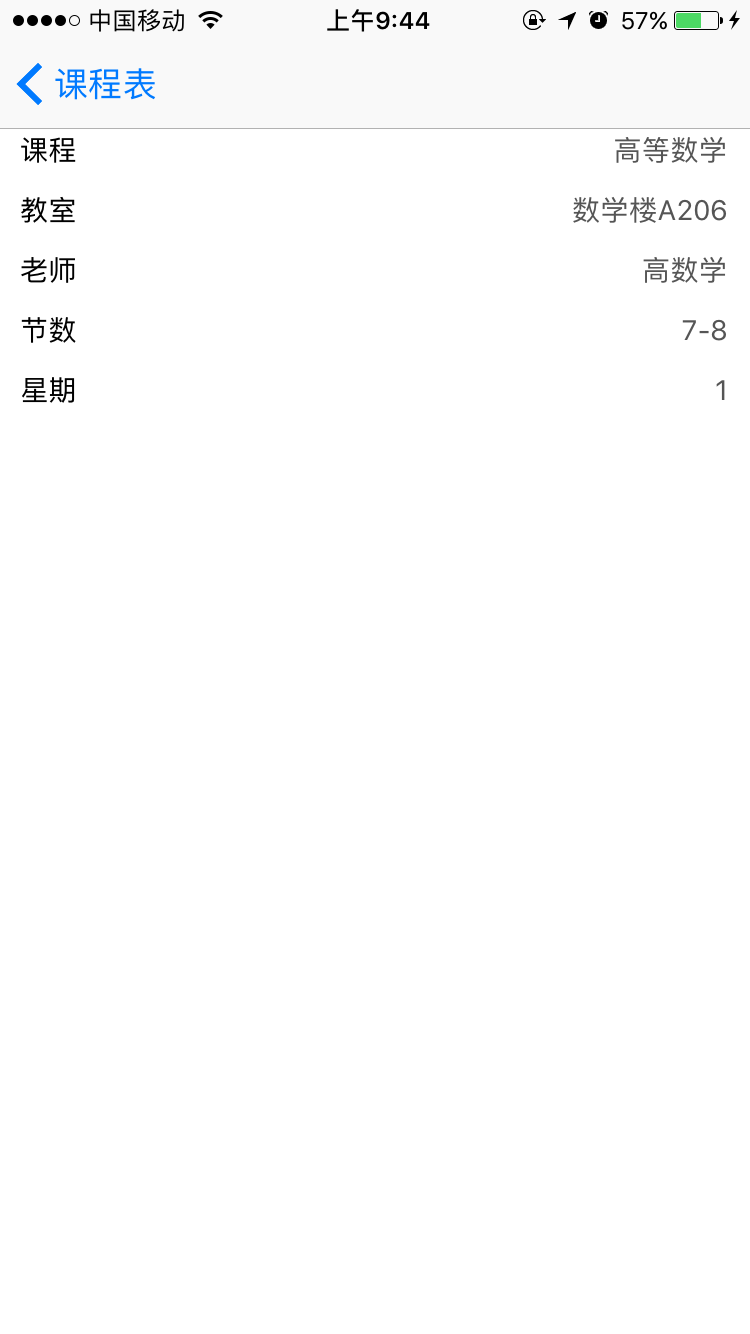 中国移动 上午9:44 57%
课程表
课程 高等数学
教室 数学楼A206
老师 高数学
节数 7-8
星期 1